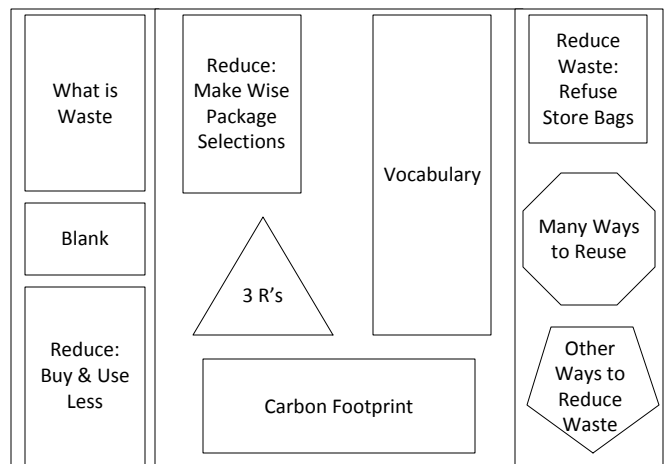 What is
Waste
Blank
Reduce:
Buy & Use
Less
Reduce:
Make Wise
Package
Selections
Vocabulary
3 R’s
Carbon Footprint
Reduce
Waste:
Refuse
Store Bags
Many Ways
to Reuse
Other
Ways to
Reduce
Waste